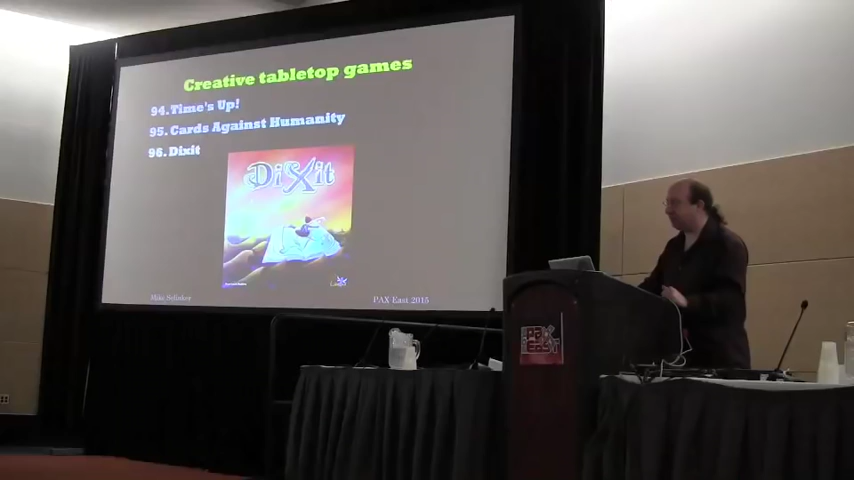 Creative tabletop games
94. Time's Up!
95. Cards Against Humanity
96. Dixit
DiXit
Mike Selinker
PAX East 2015
PAX
EAST